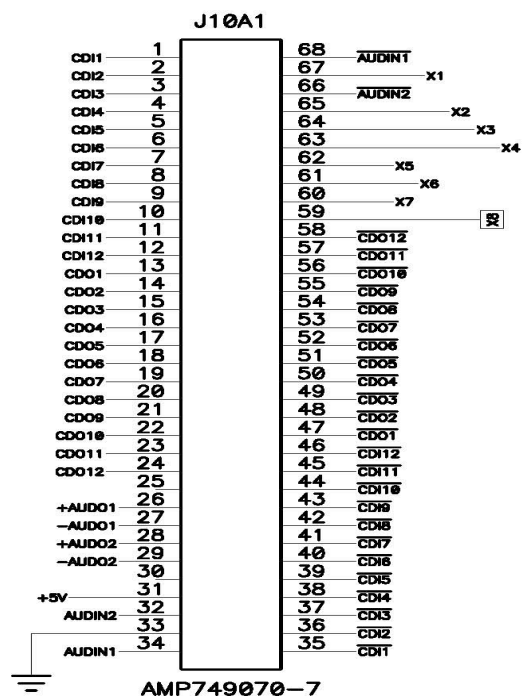 J10A1
CDI1 1 68 AUDIN1
CDI2 2 67 X1
CDI3 3 66 AUDIN2
CDI4 4 65 X2
CDI5 5 64 X3
CDI6 6 63 X4
CDI7 7 62 X5
CDI8 8 61 X6
CDI9 9 60 X7
CDI10 10 59 X8
CDI11 11 58 CDO12
CDI12 12 57 CDO11
CDO1 13 56 CDO10
CDO2 14 55 CDO9
CDO3 15 54 CDO8
CDO4 16 53 CDO7
CDO5 17 52 CDO6
CDO6 18 51 CDO5
CDO7 19 50 CDO4
CDO8 20 49 CDO3
CDO9 21 48 CDO2
CDO10 22 47 CDO1
CDO11 23 46 CDI12
CDO12 24 45 CDI11
25 44 CDI10
+AUDO1 26 43 CDI9
-AUDO1 27 42 CDI8
+AUDO2 28 41 CDI7
-AUDO2 29 40 CDI6
30 39 CDI5
+5V 31 38 CDI4
AUDIN2 32 37 CDI3
33 36 CDI2
AUDIN1 34 35 CDI1
AMP749070-7